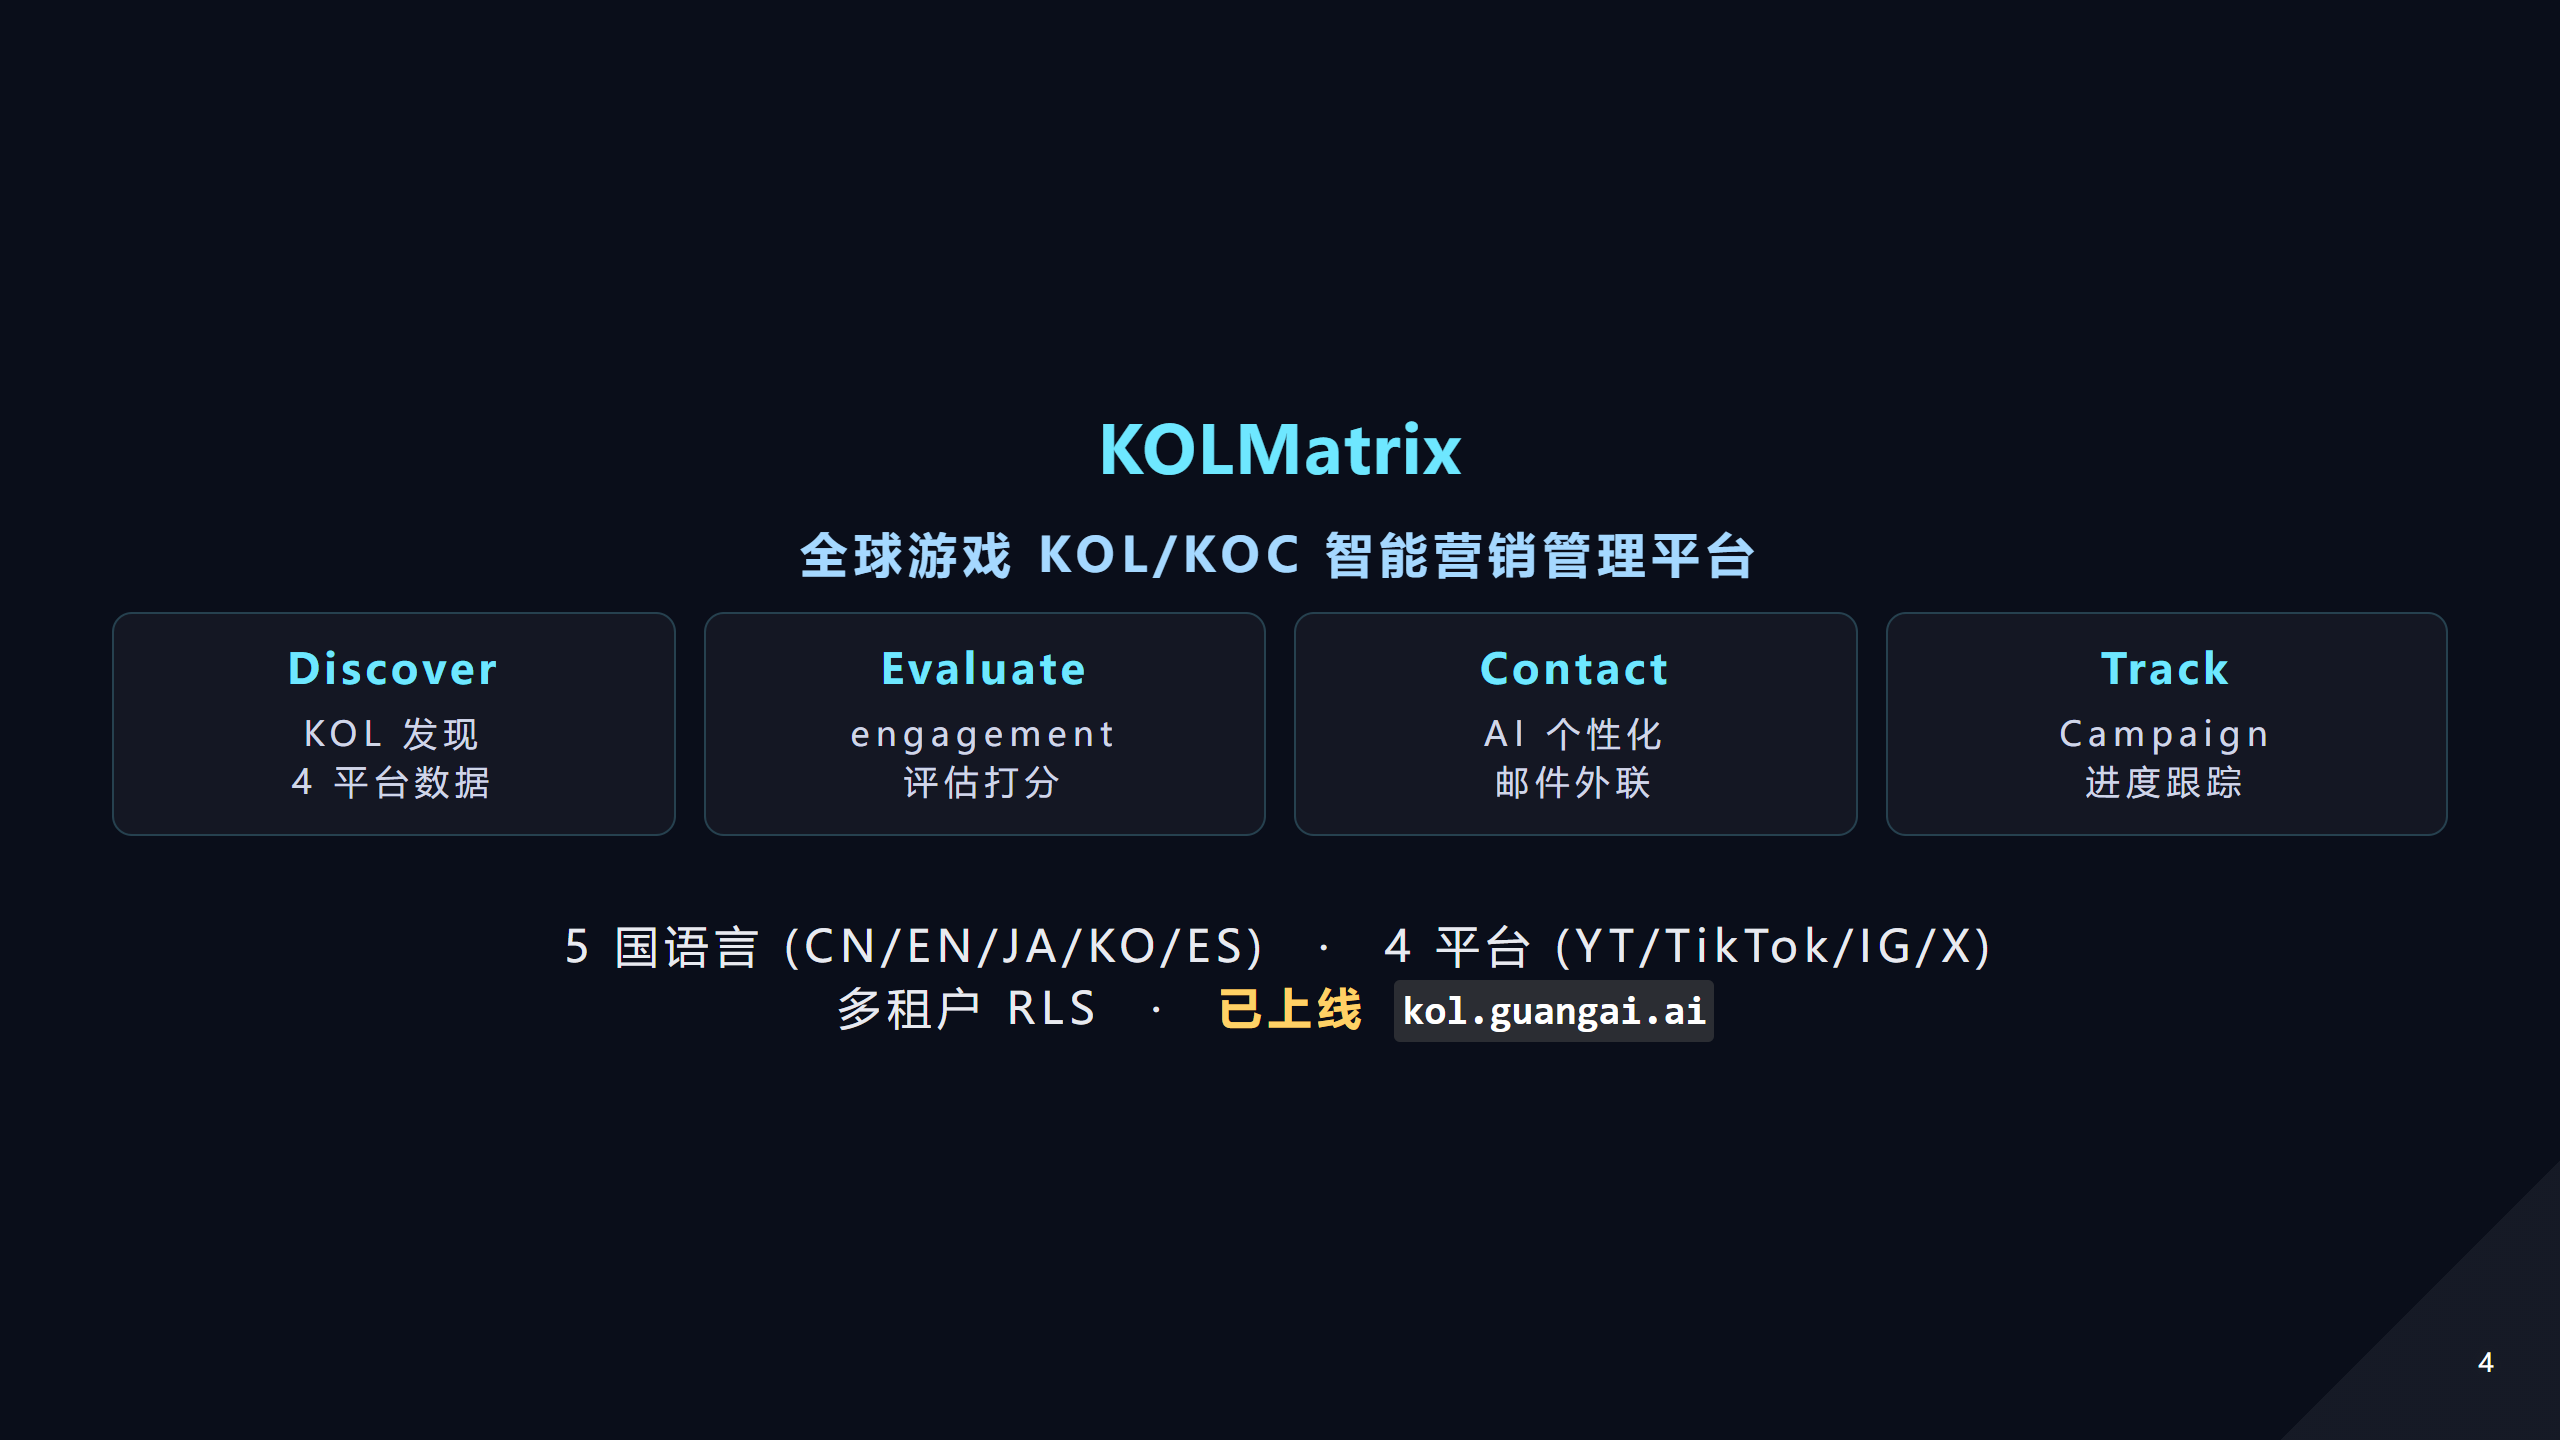 KOLMatrix
全球游戏 KOL/KOC 智能营销管理平台
Discover
KOL 发现
4 平台数据
Evaluate
engagement
评估打分
Contact
AI 个性化
邮件外联
Track
Campaign
进度跟踪
5 国语言 (CN/EN/JA/KO/ES) · 4 平台 (YT/TikTok/IG/X)
多租户 RLS · 已上线 kol.guangai.ai
4